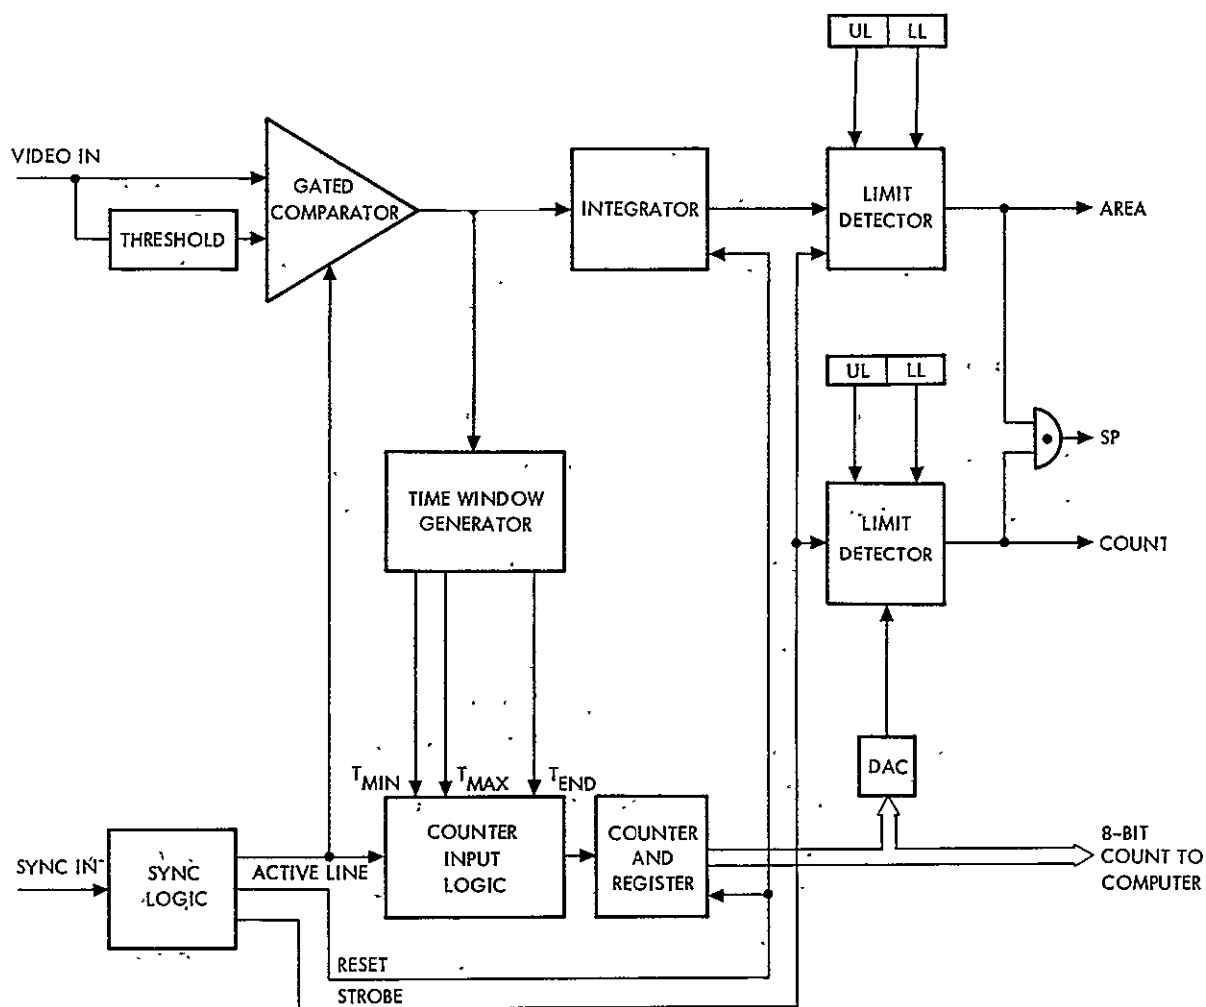 UL LL
VIDEO IN
GATED
COMPARATOR
THRESHOLD
INTEGRATOR
LIMIT
DETECTOR
AREA
UL LL
SP
TIME WINDOW
GENERATOR
LIMIT
DETECTOR
COUNT
DAC
TMIN TMAX TEND
SYNC IN
SYNC
LOGIC
ACTIVE LINE
COUNTER
INPUT
LOGIC
COUNTER
AND
REGISTER
8-BIT
COUNT TO
COMPUTER
RESET
STROBE